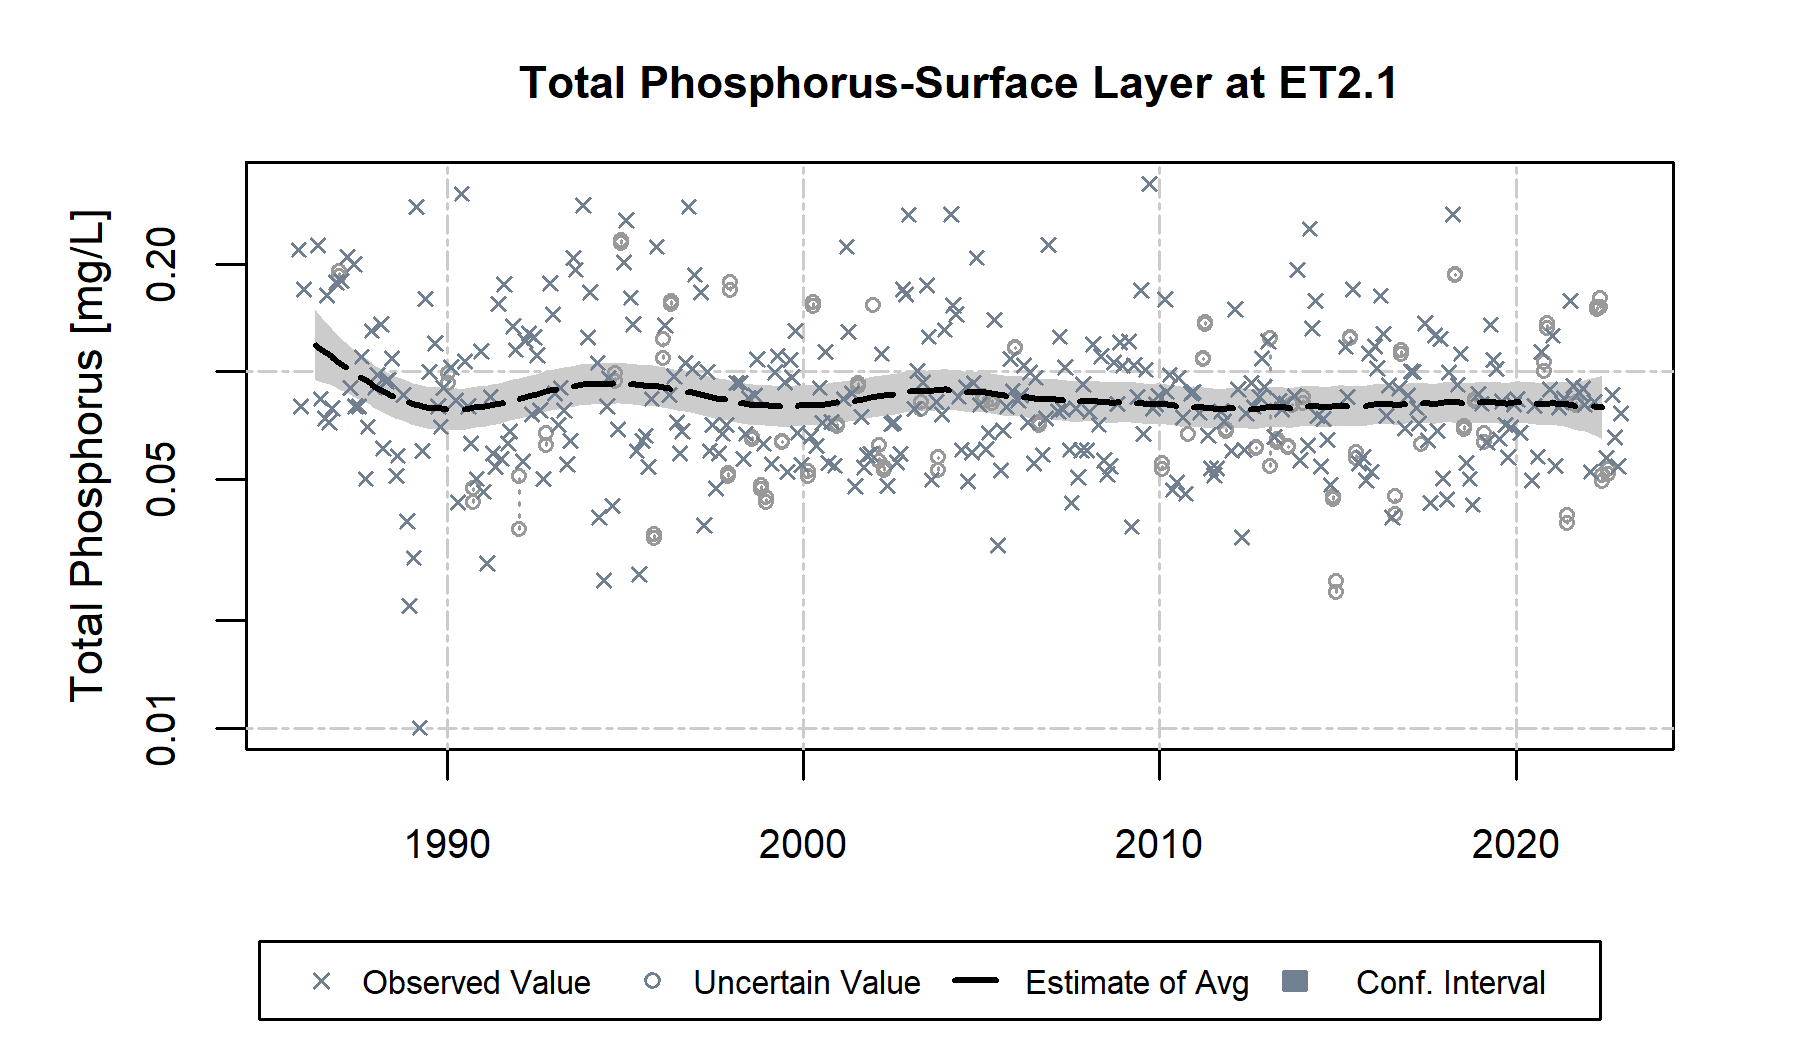 Total Phosphorus-Surface Layer at ET2.1
Total Phosphorus [mg/L]
0.20
0.05
0.01
1990 2000 2010 2020
Observed Value Uncertain Value Estimate of Avg Conf. Interval